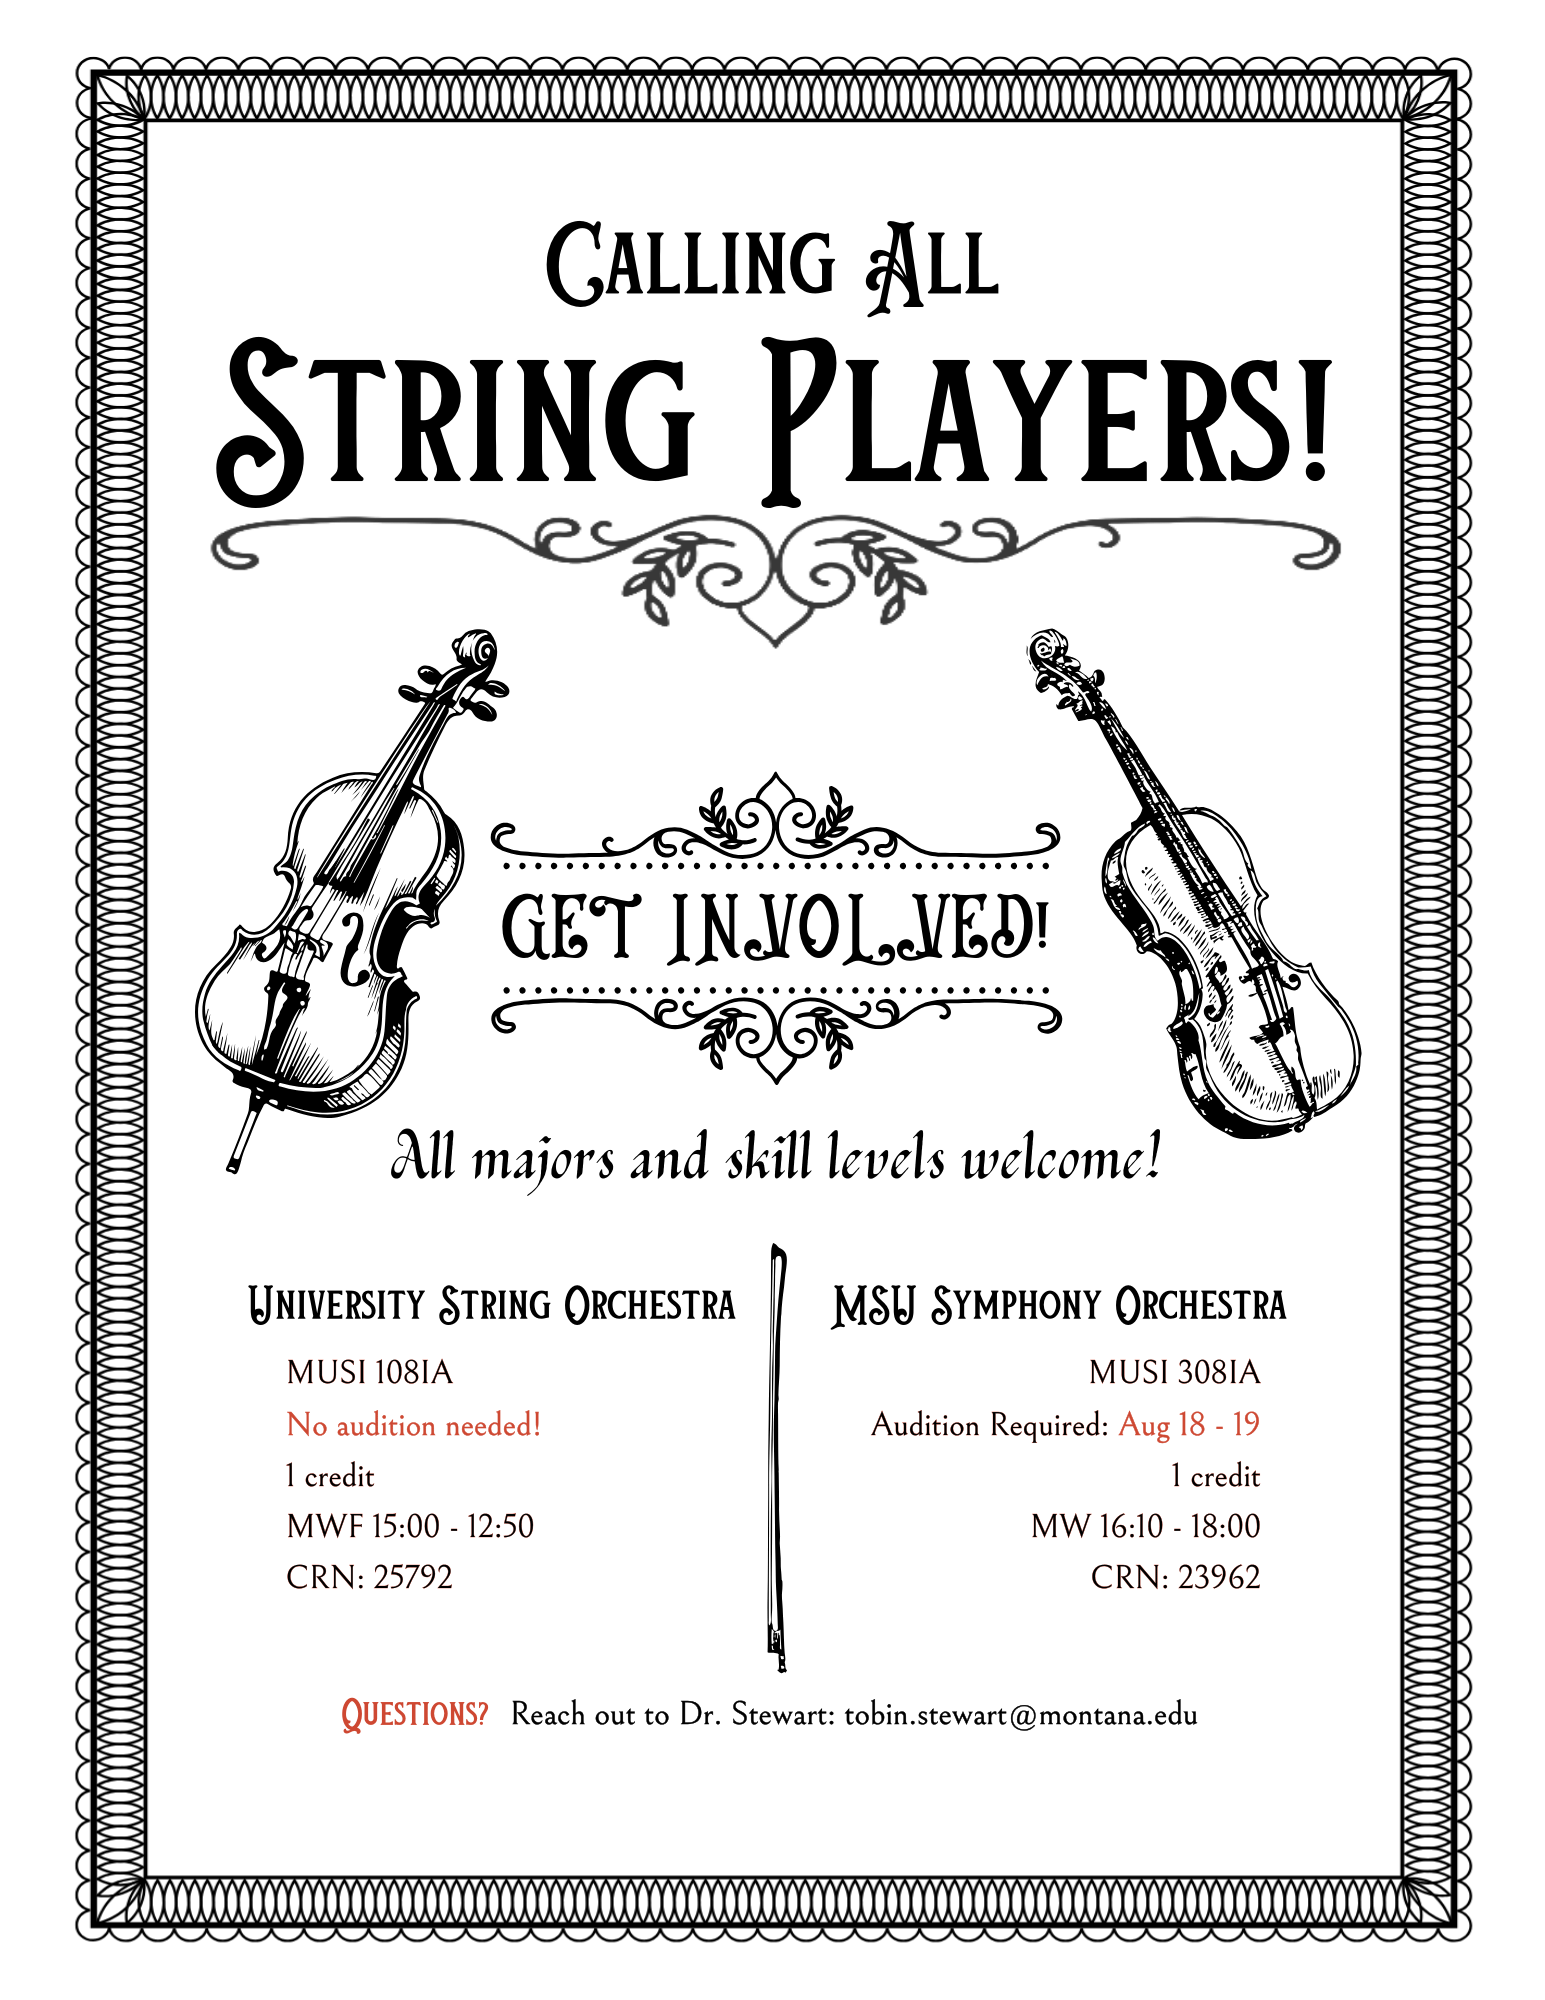 Calling All
String Players!
GET INVOLVED!
All majors and skill levels welcome!
University String Orchestra
MUSI 108IA
No audition needed!
1 credit
MWF 15:00 - 12:50
CRN: 25792
MSU Symphony Orchestra
MUSI 308IA
Audition Required: Aug 18 - 19
1 credit
MW 16:10 - 18:00
CRN: 23962
Questions? Reach out to Dr. Stewart: tobin.stewart@montana.edu